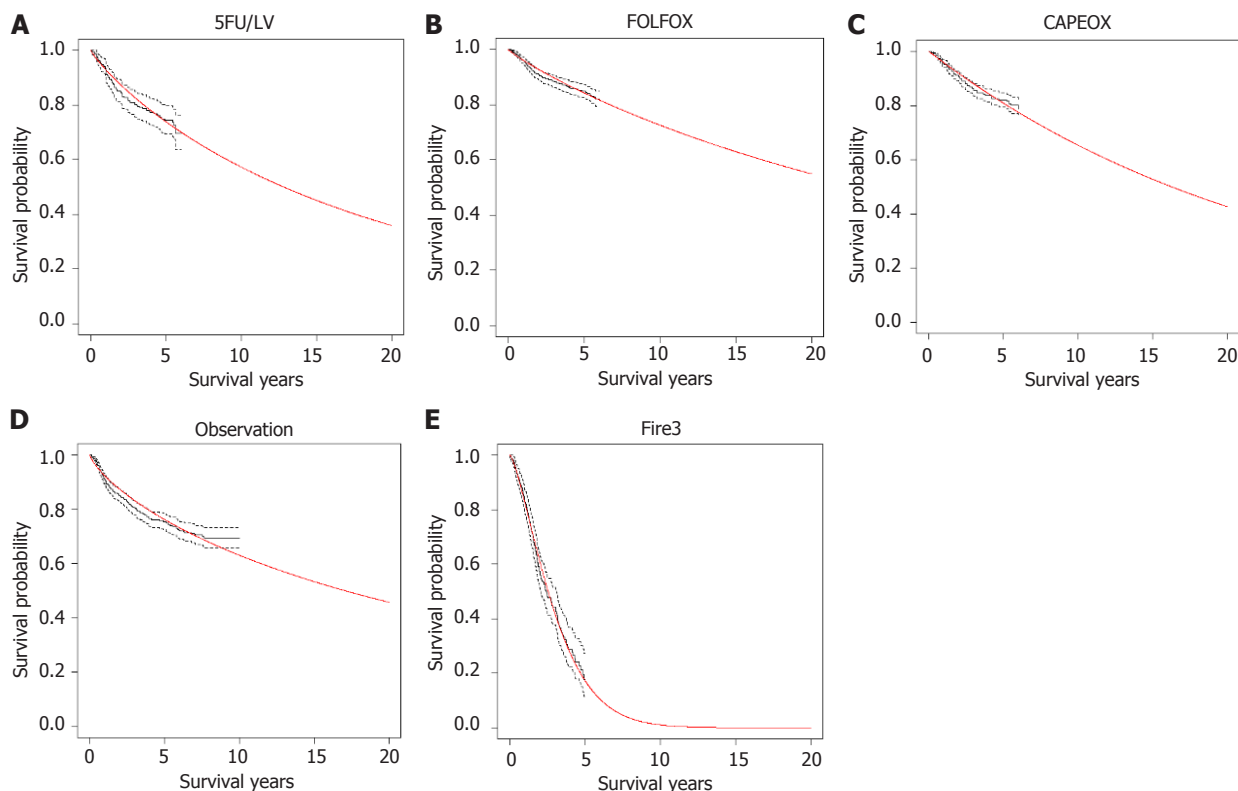 A
5FU/LV
1.0
0.8
0.6
0.4
0.2
0.0
Survival probability
0 5 10 15 20
Survival years
B
FOLFOX
1.0
0.8
0.6
0.4
0.2
0.0
Survival probability
0 5 10 15 20
Survival years
C
CAPEOX
1.0
0.8
0.6
0.4
0.2
0.0
Survival probability
0 5 10 15 20
Survival years
D
Observation
1.0
0.8
0.6
0.4
0.2
0.0
Survival probability
0 5 10 15 20
Survival years
E
Fire3
1.0
0.8
0.6
0.4
0.2
0.0
Survival probability
0 5 10 15 20
Survival years